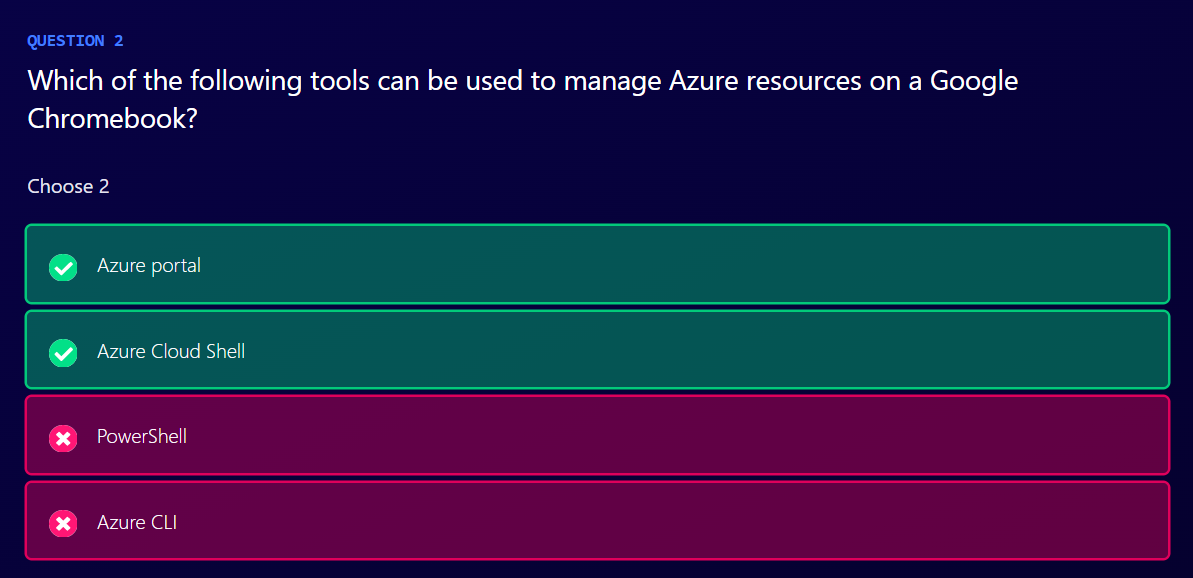 QUESTION 2
Which of the following tools can be used to manage Azure resources on a Google
Chromebook?
Choose 2
Azure portal
Azure Cloud Shell
PowerShell
Azure CLI